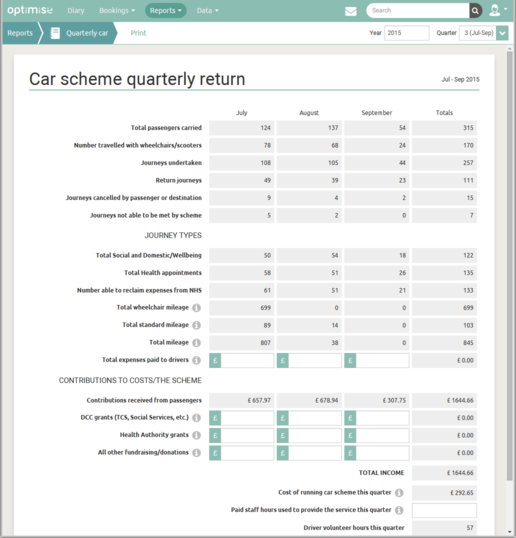 optimise Diary Bookings Reports Data Search
Reports Quarterly car Print Year 2015 Quarter 3 (Jul-Sep)
Car scheme quarterly return Jul - Sep 2015
July August September Totals
Total passengers carried 124 137 54 315
Number travelled with wheelchairs/scooters 78 68 24 170
Journeys undertaken 108 105 44 257
Return journeys 49 39 23 111
Journeys cancelled by passenger or destination 9 4 2 15
Journeys not able to be met by scheme 5 2 0 7
JOURNEY TYPES
Total Social and Domestic/Wellbeing 50 54 18 122
Total Health appointments 58 51 26 135
Number able to reclaim expenses from NHS 61 51 21 133
Total wheelchair mileage i 699 0 0 699
Total standard mileage i 89 14 0 103
Total mileage i 807 38 0 845
Total expenses paid to drivers i £ £ £ £ 0.00
CONTRIBUTIONS TO COSTS/THE SCHEME
Contributions received from passengers £ 657.97 £ 678.94 £ 307.75 £ 1644.66
DCC grants (TCS, Social Services, etc.) i £ £ £ £ 0.00
Health Authority grants i £ £ £ £ 0.00
All other fundraising/donations i £ £ £ £ 0.00
TOTAL INCOME £ 1644.66
Cost of running car scheme this quarter i £ 292.65
Paid staff hours used to provide the service this quarter i
Driver volunteer hours this quarter 57